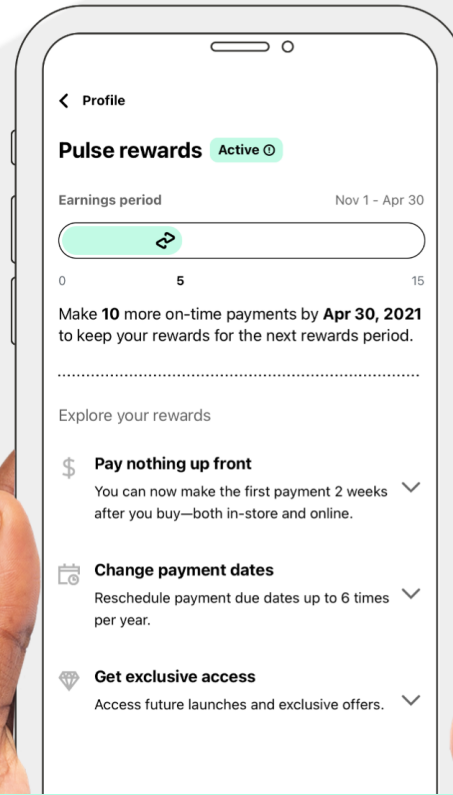 Profile
Pulse rewards Active
Earnings period Nov 1 - Apr 30
0 5 15
Make 10 more on-time payments by Apr 30, 2021
to keep your rewards for the next rewards period.
Explore your rewards
Pay nothing up front
You can now make the first payment 2 weeks
after you buy—both in-store and online.
Change payment dates
Reschedule payment due dates up to 6 times
per year.
Get exclusive access
Access future launches and exclusive offers.